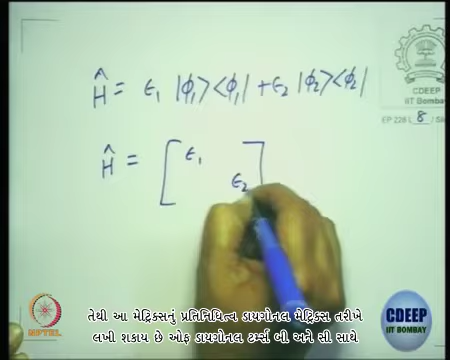 CDEEP
IIT Bombay
EP 228 L 8 / Sli
Ĥ = ε₁ |ϕ₁><ϕ₁| + ε₂ |ϕ₂><ϕ₂|
Ĥ = [ ε₁
ε₂ ]
તેથી આ મેટ્રિક્સનું પ્રતિનિધિત્વ ડાયગોનલ મેટ્રિક્સ તરીકે
લખી શકાય છે ઓફ ડાયગોનલ ટર્મ્સ બી અને સી સાથે
NPTEL
CDEEP
IIT BOMBAY